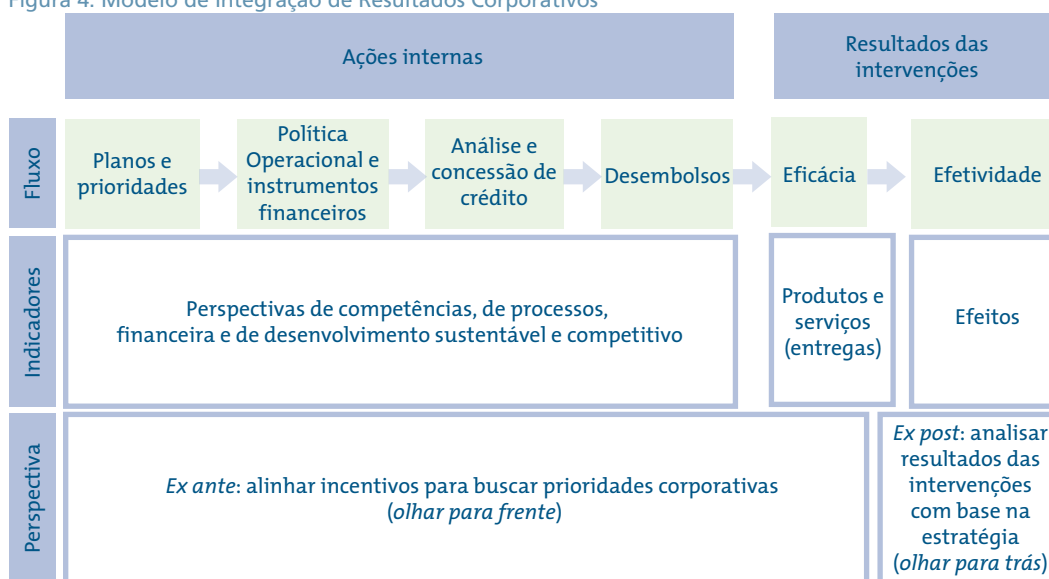 Figura 4. Modelo de Integração de Resultados Corporativos
Ações internas
Resultados das
intervenções
Fluxo
Planos e
prioridades
Política
Operacional e
instrumentos
financeiros
Análise e
concessão de
crédito
Desembolsos
Eficácia
Efetividade
Indicadores
Perspectivas de competências, de processos,
financeira e de desenvolvimento sustentável e competitivo
Produtos e
serviços
(entregas)
Efeitos
Perspectiva
Ex ante: alinhar incentivos para buscar prioridades corporativas
(olhar para frente)
Ex post: analisar
resultados das
intervenções
com base na
estratégia
(olhar para trás)